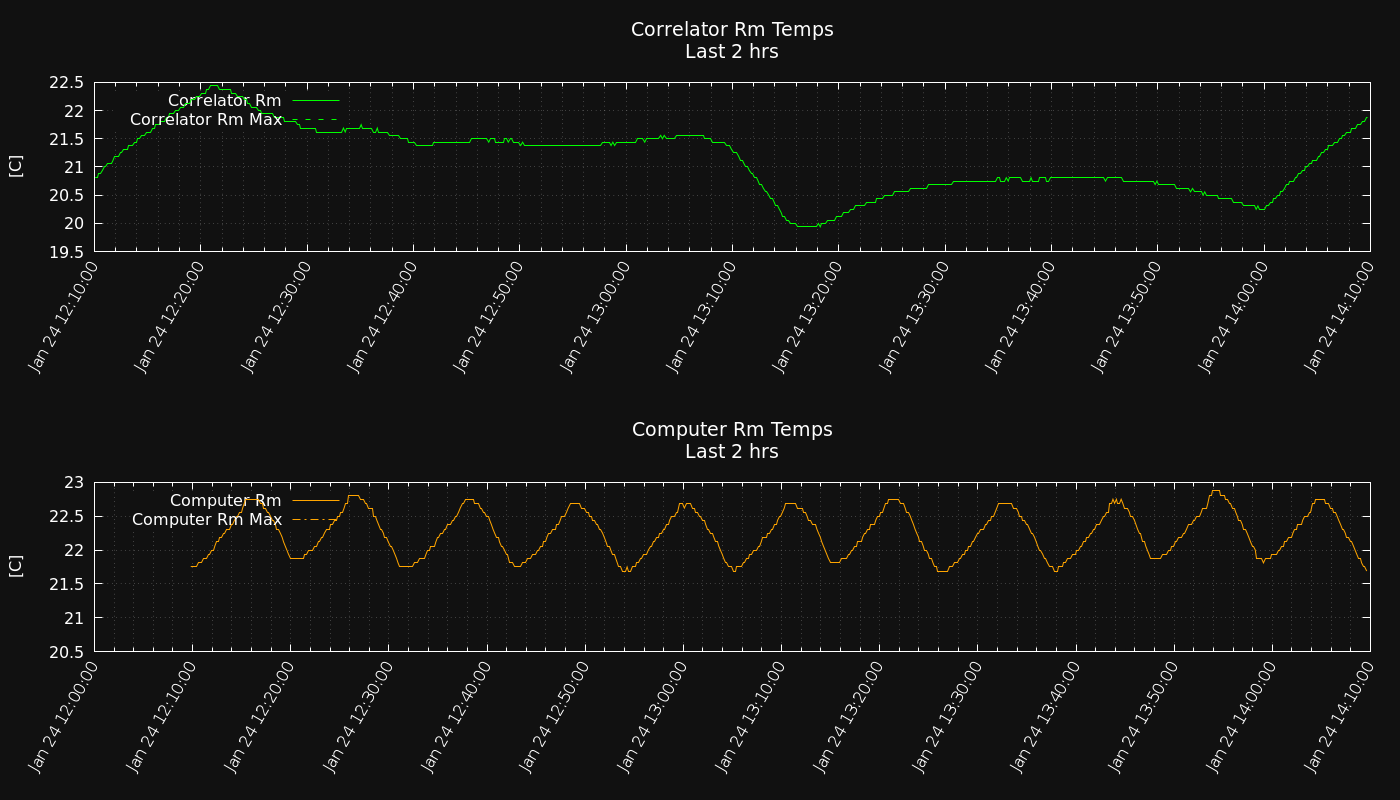 Correlator Rm Temps
Last 2 hrs
22.5
22
21.5
21
20.5
20
19.5
[C]
Correlator Rm
Correlator Rm Max
Jan 24 12:10:00
Jan 24 12:20:00
Jan 24 12:30:00
Jan 24 12:40:00
Jan 24 12:50:00
Jan 24 13:00:00
Jan 24 13:10:00
Jan 24 13:20:00
Jan 24 13:30:00
Jan 24 13:40:00
Jan 24 13:50:00
Jan 24 14:00:00
Jan 24 14:10:00
Computer Rm Temps
Last 2 hrs
23
22.5
22
21.5
21
20.5
[C]
Computer Rm
Computer Rm Max
Jan 24 12:00:00
Jan 24 12:10:00
Jan 24 12:20:00
Jan 24 12:30:00
Jan 24 12:40:00
Jan 24 12:50:00
Jan 24 13:00:00
Jan 24 13:10:00
Jan 24 13:20:00
Jan 24 13:30:00
Jan 24 13:40:00
Jan 24 13:50:00
Jan 24 14:00:00
Jan 24 14:10:00